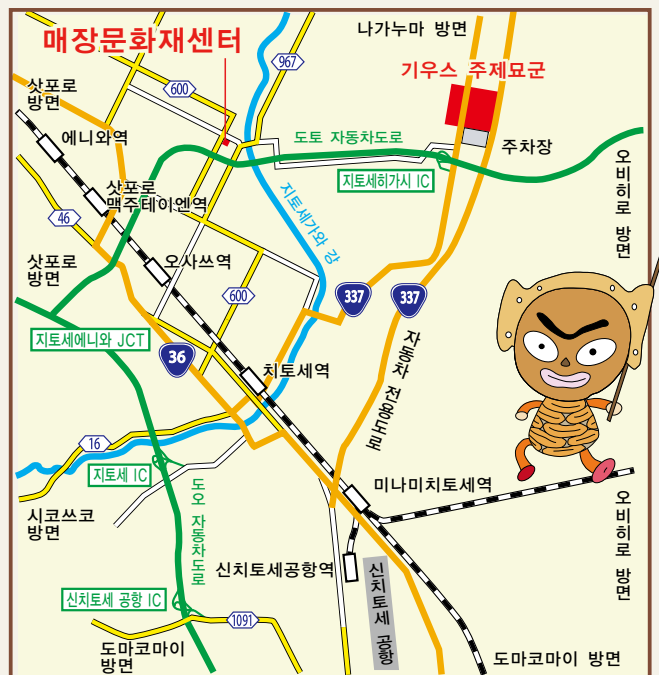 나가누마 방면
매장문화재센터
967
기우스 주제묘군
600
삿포로
방면
에니와역
도토 자동차도로
주차장
오비히로 방면
지토세히가시 IC
삿포로
맥주테이엔역
46
지토세가와 강
삿포로
방면
오사쓰역
600
337
337
지토세에니와 JCT
36
자동차 전용도로
치토세역
16
지토세 IC
미나미치토세역
도오 자동차도로
시코쓰코
방면
오비히로 방면
신치토세공항역
신치토세 공항
신치토세 공항 IC
1091
도마코마이
방면
도마코마이 방면